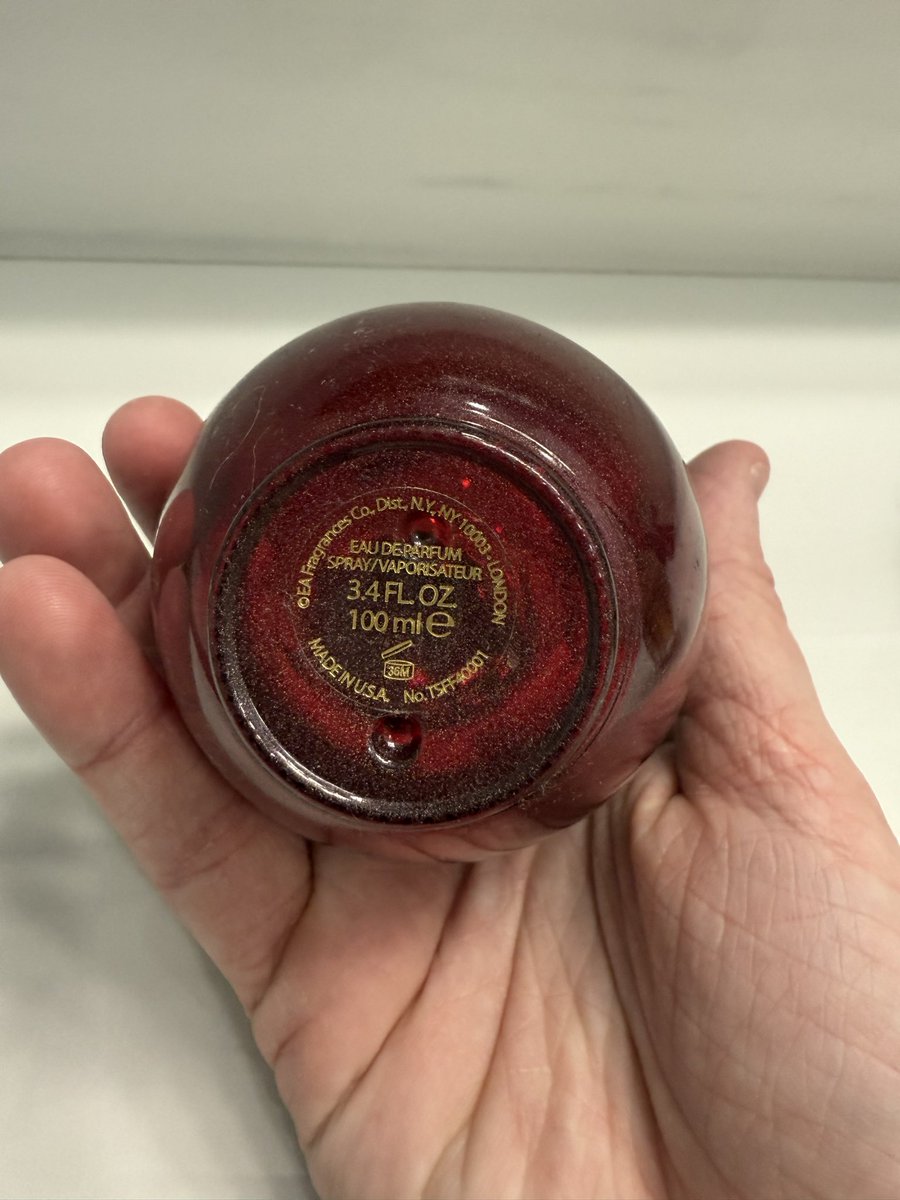 ©EA Fragrances Co., Dist., N.Y., NY 10003 - LONDON
EAU DE PARFUM
SPRAY/VAPORISATEUR
3.4 FL. OZ
100 ml ℮
36M
MADE IN U.S.A. No. TSFF40001